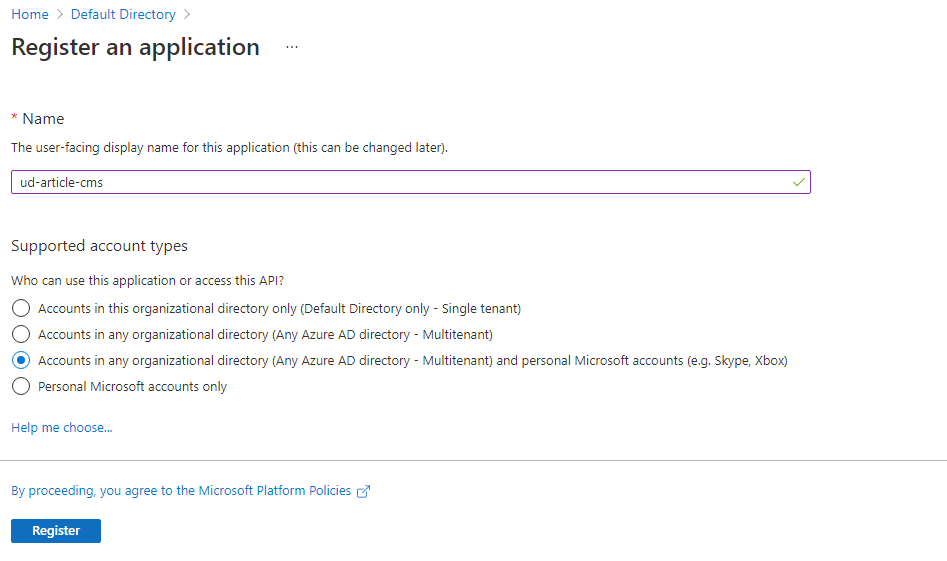 Home > Default Directory >
Register an application ...
* Name
The user-facing display name for this application (this can be changed later).
ud-article-cms
Supported account types
Who can use this application or access this API?
Accounts in this organizational directory only (Default Directory only - Single tenant)
Accounts in any organizational directory (Any Azure AD directory - Multitenant)
Accounts in any organizational directory (Any Azure AD directory - Multitenant) and personal Microsoft accounts (e.g. Skype, Xbox)
Personal Microsoft accounts only
Help me choose...
By proceeding, you agree to the Microsoft Platform Policies
Register